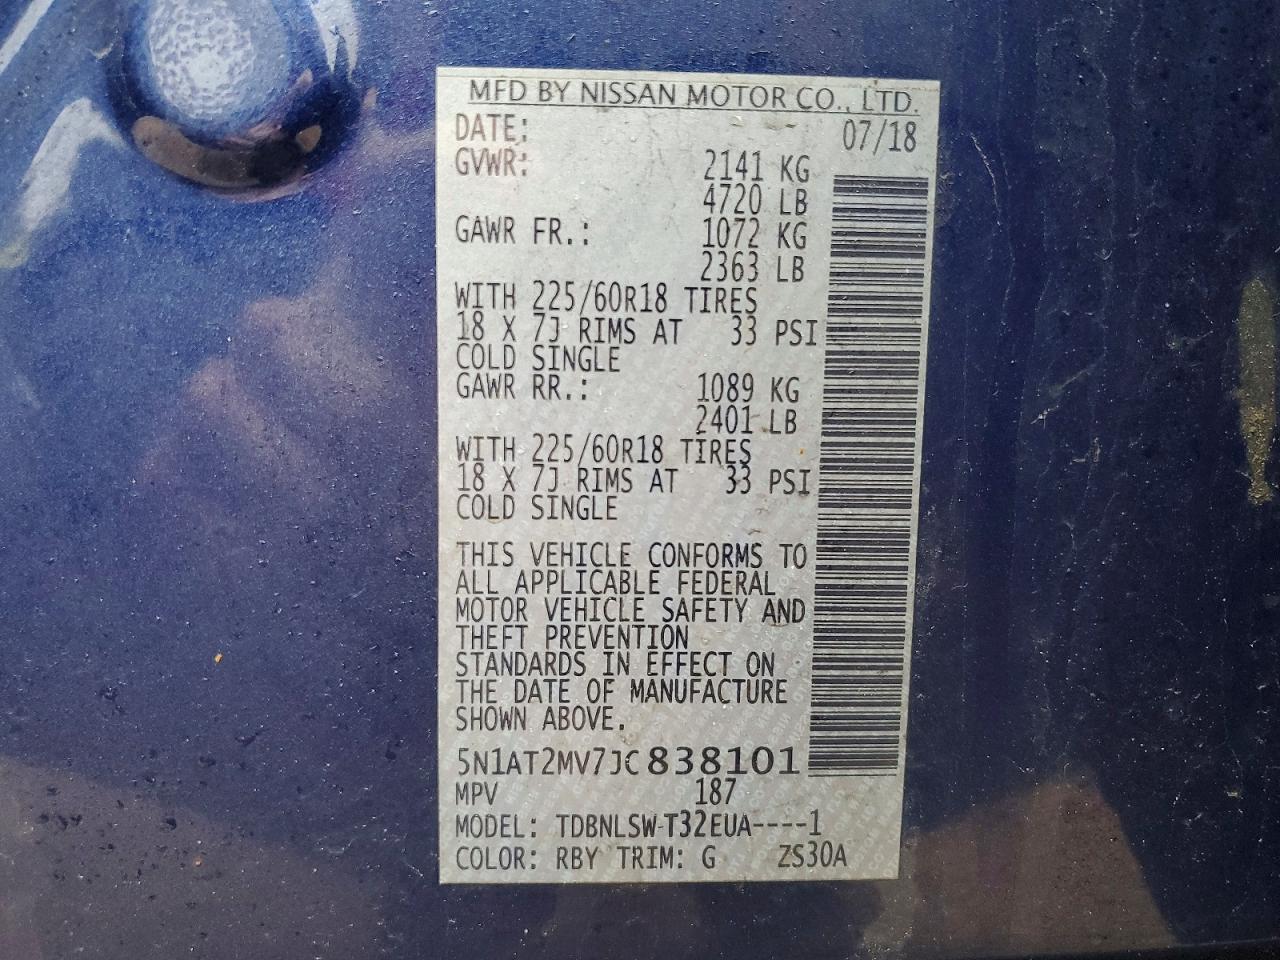 MFD BY NISSAN MOTOR CO., LTD.
DATE: 07/18
GVWR: 2141 KG
4720 LB
GAWR FR.: 1072 KG
2363 LB
WITH 225/60R18 TIRES
18 X 7J RIMS AT 33 PSI
COLD SINGLE
GAWR RR.: 1089 KG
2401 LB
WITH 225/60R18 TIRES
18 X 7J RIMS AT 33 PSI
COLD SINGLE
THIS VEHICLE CONFORMS TO
ALL APPLICABLE FEDERAL
MOTOR VEHICLE SAFETY AND
THEFT PREVENTION
STANDARDS IN EFFECT ON
THE DATE OF MANUFACTURE
SHOWN ABOVE.
5N1AT2MV7JC838101
MPV 187
MODEL: TDBNLSW-T32EUA----1
COLOR: RBY TRIM: G ZS30A